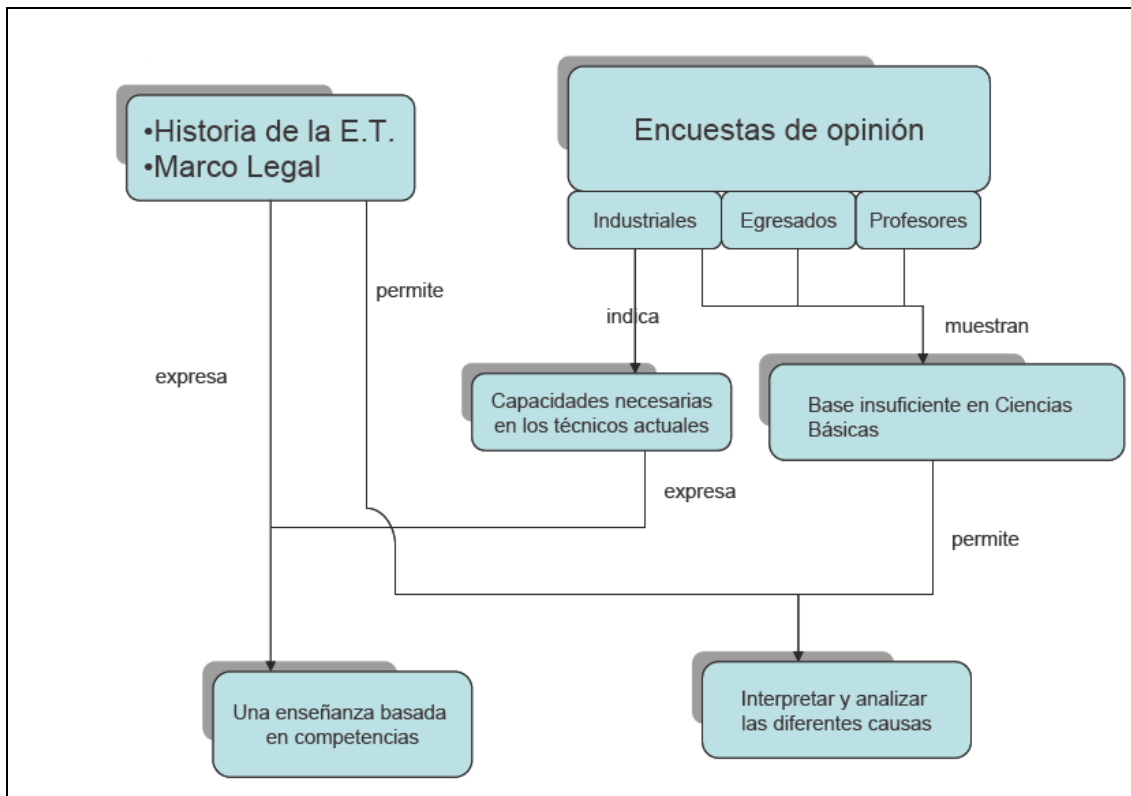 •Historia de la E.T.
•Marco Legal
Encuestas de opinión
Industriales
Egresados
Profesores
permite
indica
muestran
expresa
Capacidades necesarias
en los técnicos actuales
Base insuficiente en Ciencias
Básicas
expresa
permite
Una enseñanza basada
en competencias
Interpretar y analizar
las diferentes causas